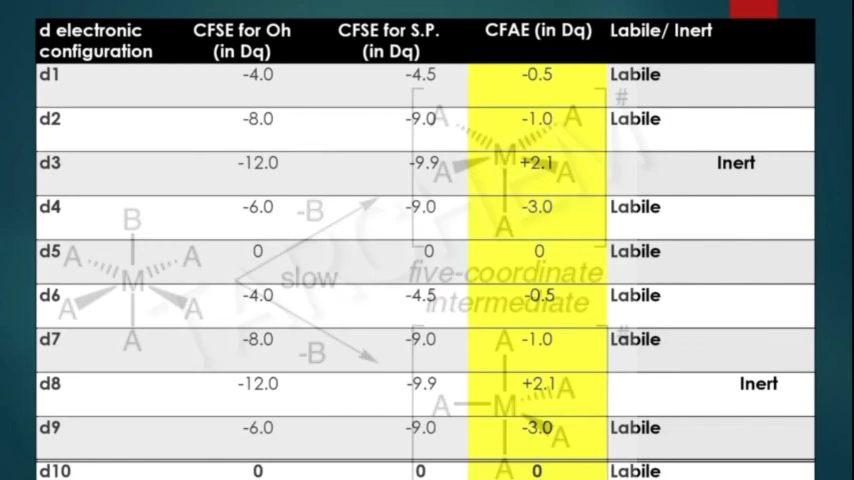 d electronic configuration CFSE for Oh (in Dq) CFSE for S.P. (in Dq) CFAE (in Dq) Labile/ Inert
d1 -4.0 -4.5 -0.5 Labile
d2 -8.0 -9.0 -1.0 Labile
d3 -12.0 -9.9 +2.1 Inert
d4 -6.0 -9.0 -3.0 Labile
d5 0 0 0 Labile
d6 -4.0 -4.5 -0.5 Labile
d7 -8.0 -9.0 -1.0 Labile
d8 -12.0 -9.9 +2.1 Inert
d9 -6.0 -9.0 -3.0 Labile
d10 0 0 0 Labile
#
A A
M
A A
A
B
A A
M
A A
A
-B
slow
-B
five-coordinate
intermediate
#
A
A
A M
A
A